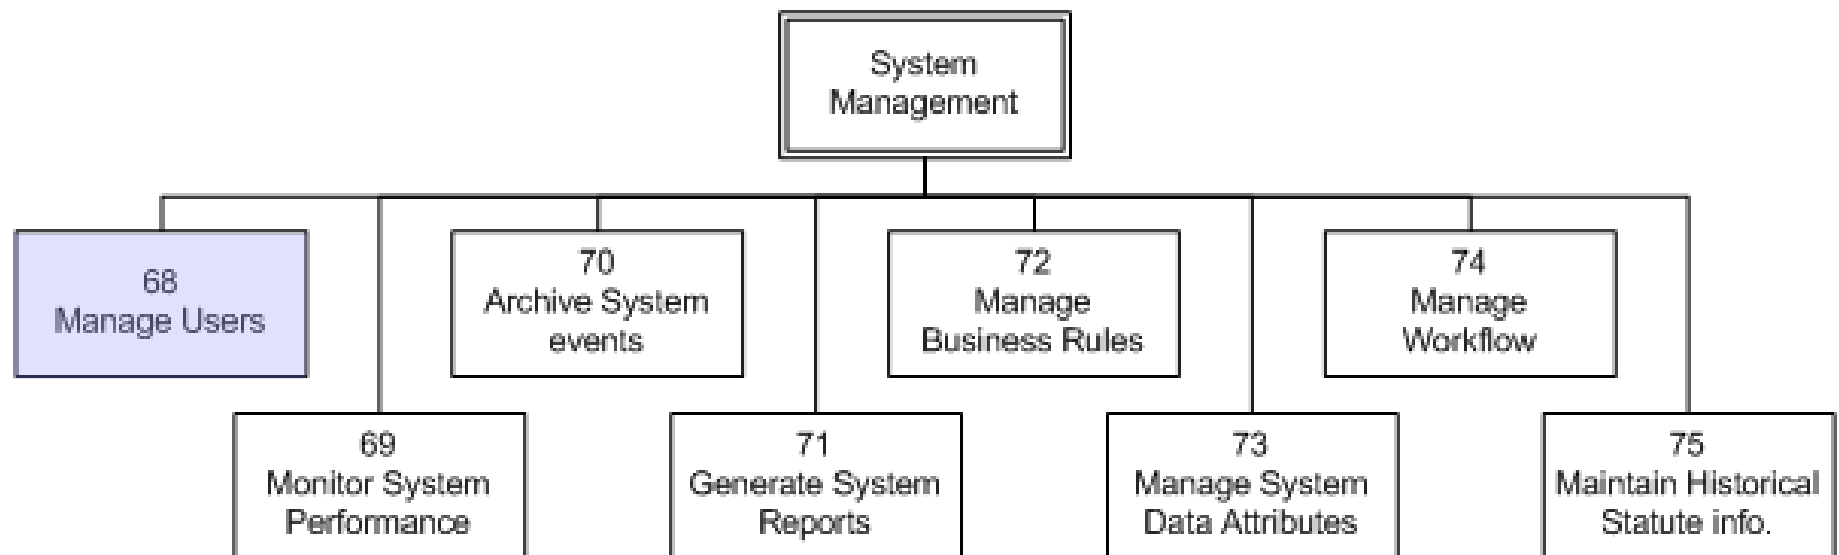 System
Management
68
Manage Users
70
Archive System
events
72
Manage
Business Rules
74
Manage
Workflow
69
Monitor System
Performance
71
Generate System
Reports
73
Manage System
Data Attributes
75
Maintain Historical
Statute info.